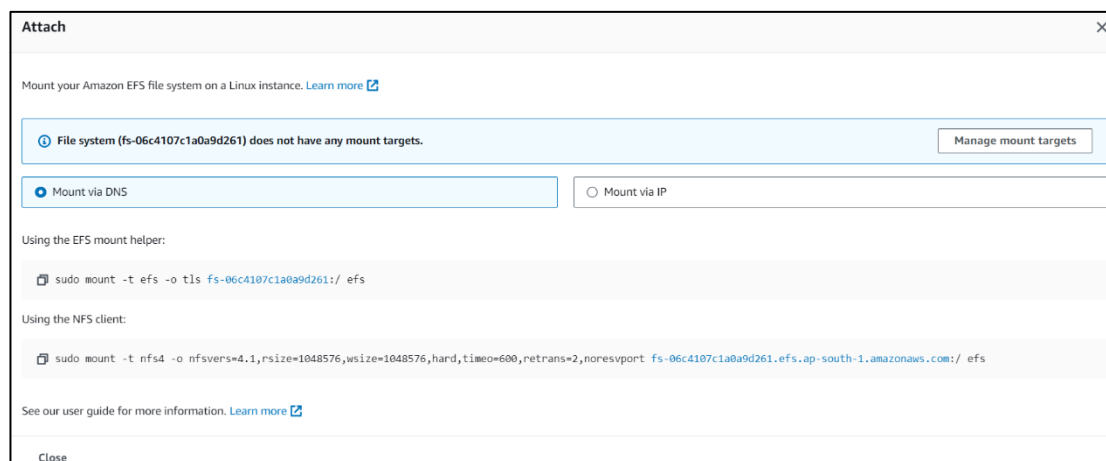 Attach
Mount your Amazon EFS file system on a Linux instance. Learn more
File system (fs-06c4107c1a0a9d261) does not have any mount targets.
Manage mount targets
Mount via DNS
Mount via IP
Using the EFS mount helper:
sudo mount -t efs -o tls fs-06c4107c1a0a9d261:/ efs
Using the NFS client:
sudo mount -t nfs4 -o nfsvers=4.1,rsize=1048576,wsize=1048576,hard,timeo=600,retrans=2,noresvport fs-06c4107c1a0a9d261.efs.ap-south-1.amazonaws.com:/ efs
See our user guide for more information. Learn more
Close